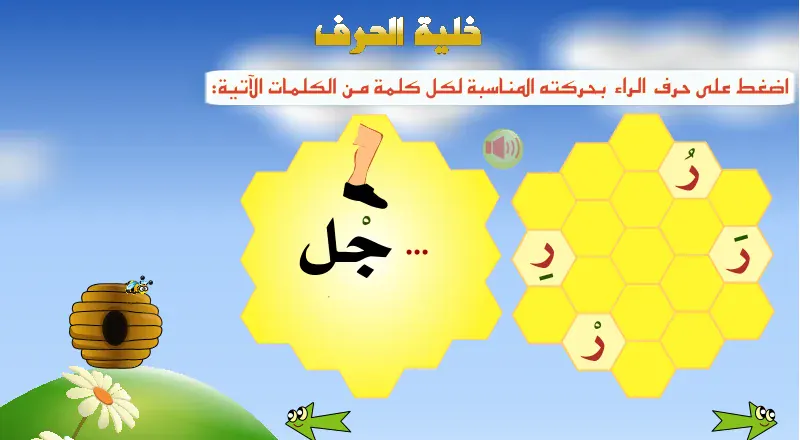 خلية الحرف
اضغط على حرف الراء بحركته المناسبة لكل كلمة من الكلمات الآتية:
... جْل
رُ
رَ
رِ
رْ